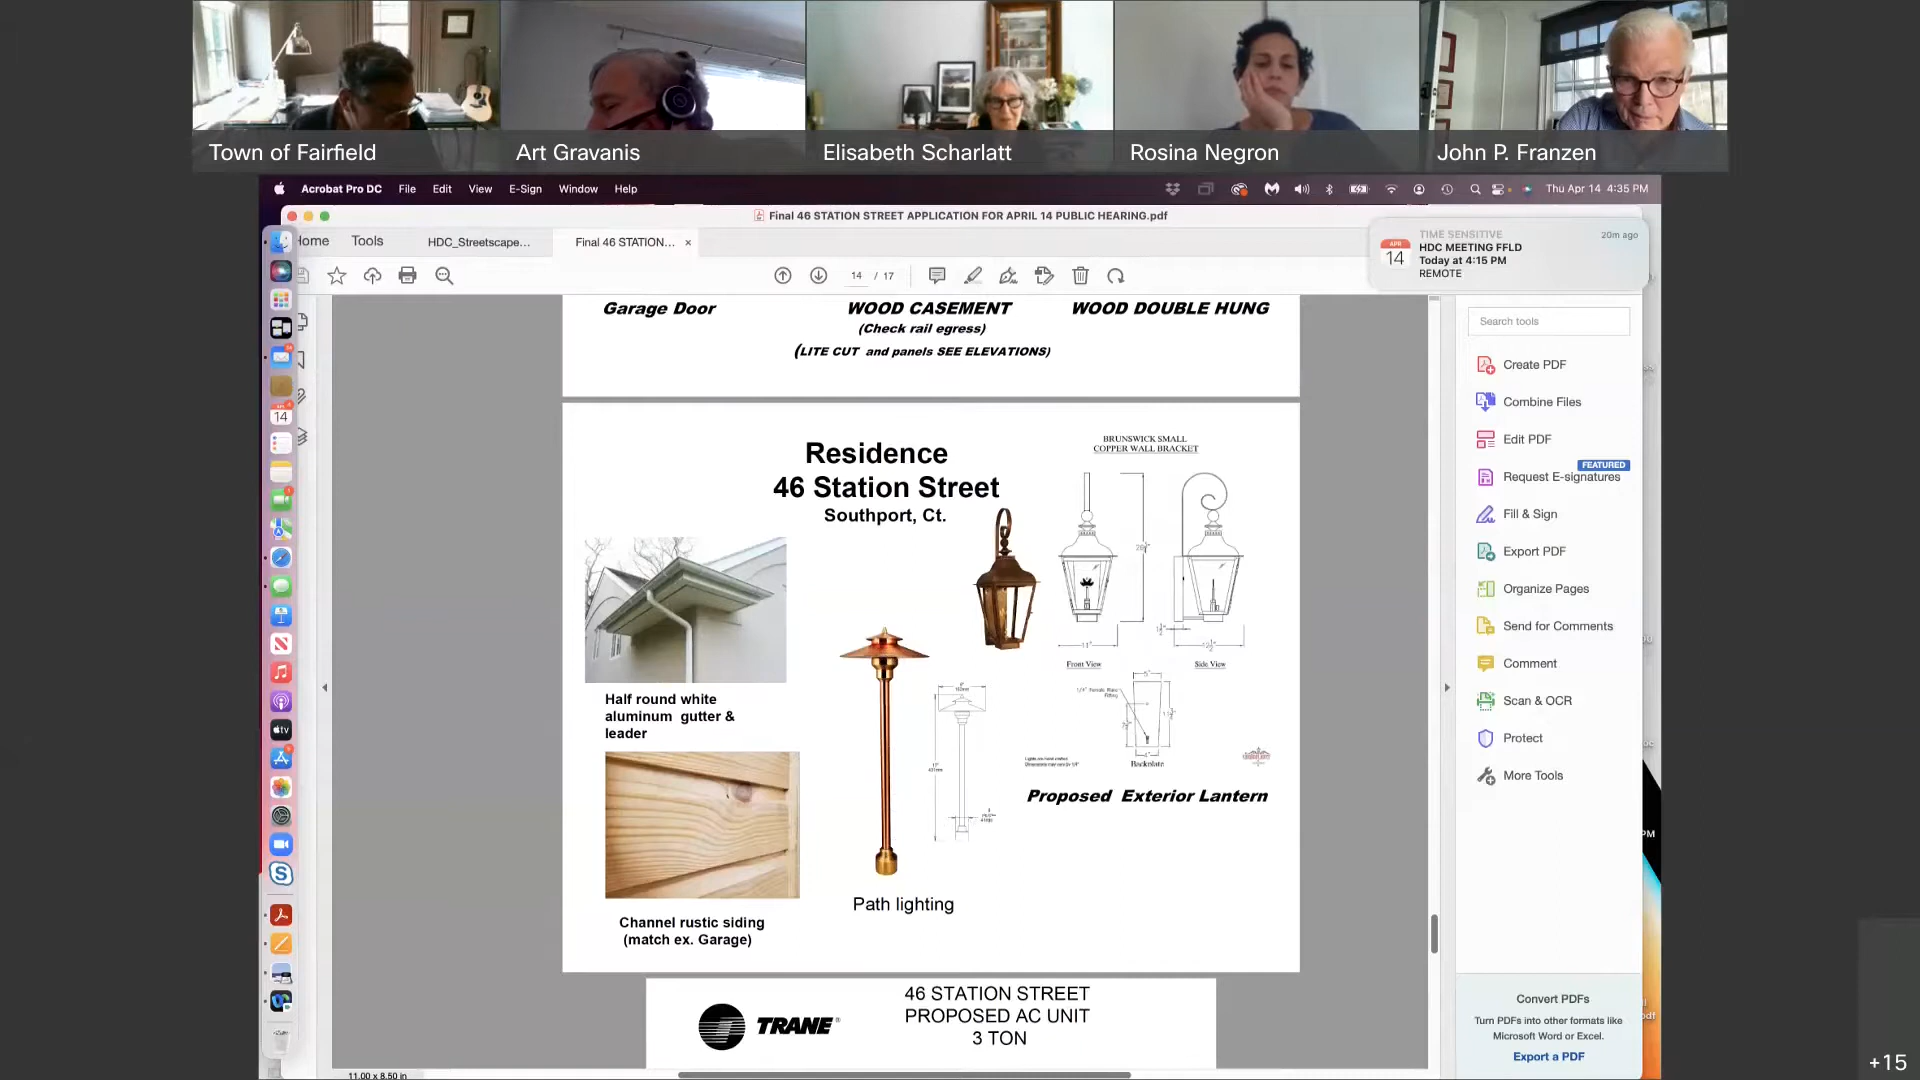 Town of Fairfield
Art Gravanis
Elisabeth Scharlatt
Rosina Negron
John P. Franzen
Acrobat Pro DC File Edit View E-Sign Window Help
Thu Apr 14 4:35 PM
Final 46 STATION STREET APPLICATION FOR APRIL 14 PUBLIC HEARING.pdf
Home Tools HDC_Streetscape... Final 46 STATION... ×
TIME SENSITIVE 20m ago
APR
14
HDC MEETING FFLD
Today at 4:15 PM
REMOTE
14 / 17
Garage Door
WOOD CASEMENT
(Check rail egress)
(LITE CUT and panels SEE ELEVATIONS)
WOOD DOUBLE HUNG
Residence
46 Station Street
Southport, Ct.
BRUNSWICK SMALL
COPPER WALL BRACKET
11"
Front View
Side View
Half round white
aluminum gutter &
leader
Backplate
Proposed Exterior Lantern
Path lighting
Channel rustic siding
(match ex. Garage)
TRANE
46 STATION STREET
PROPOSED AC UNIT
3 TON
11.00 x 8.50 in
Search tools
Create PDF
Combine Files
Edit PDF
FEATURED
Request E-signatures
Fill & Sign
Export PDF
Organize Pages
Send for Comments
Comment
Scan & OCR
Protect
More Tools
Convert PDFs
Turn PDFs into other formats like
Microsoft Word or Excel.
Export a PDF
14
tv
PM
+15